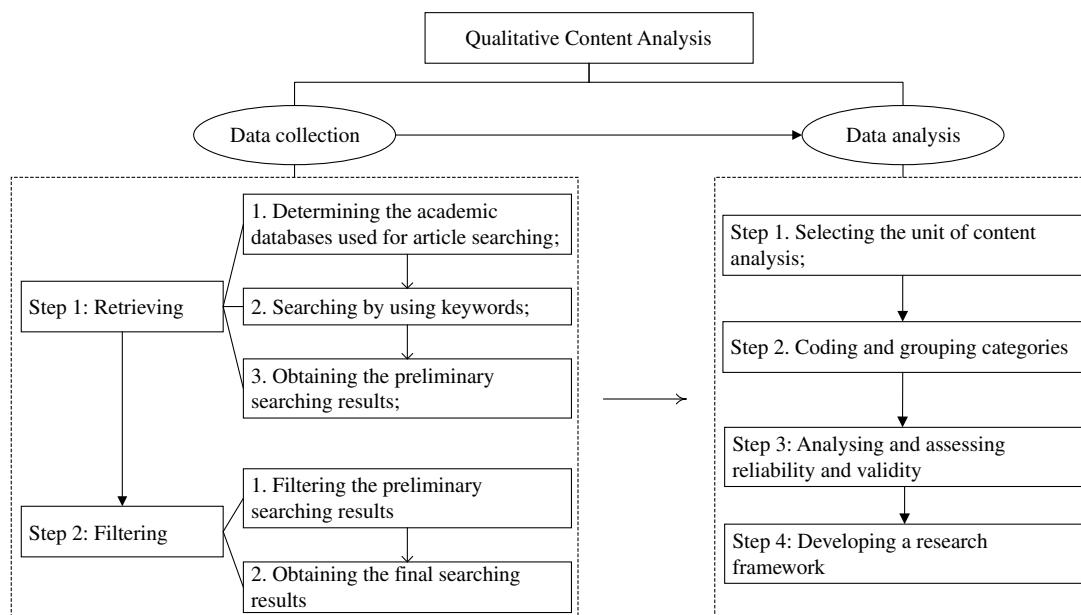 Qualitative Content Analysis
Data collection
Data analysis
1. Determining the academic
databases used for article searching;
Step 1: Retrieving
2. Searching by using keywords;
3. Obtaining the preliminary
searching results;
1. Filtering the preliminary
searching results
Step 2: Filtering
2. Obtaining the final searching
results
Step 1. Selecting the unit of content
analysis;
Step 2. Coding and grouping categories
Step 3: Analysing and assessing
reliability and validity
Step 4: Developing a research
framework